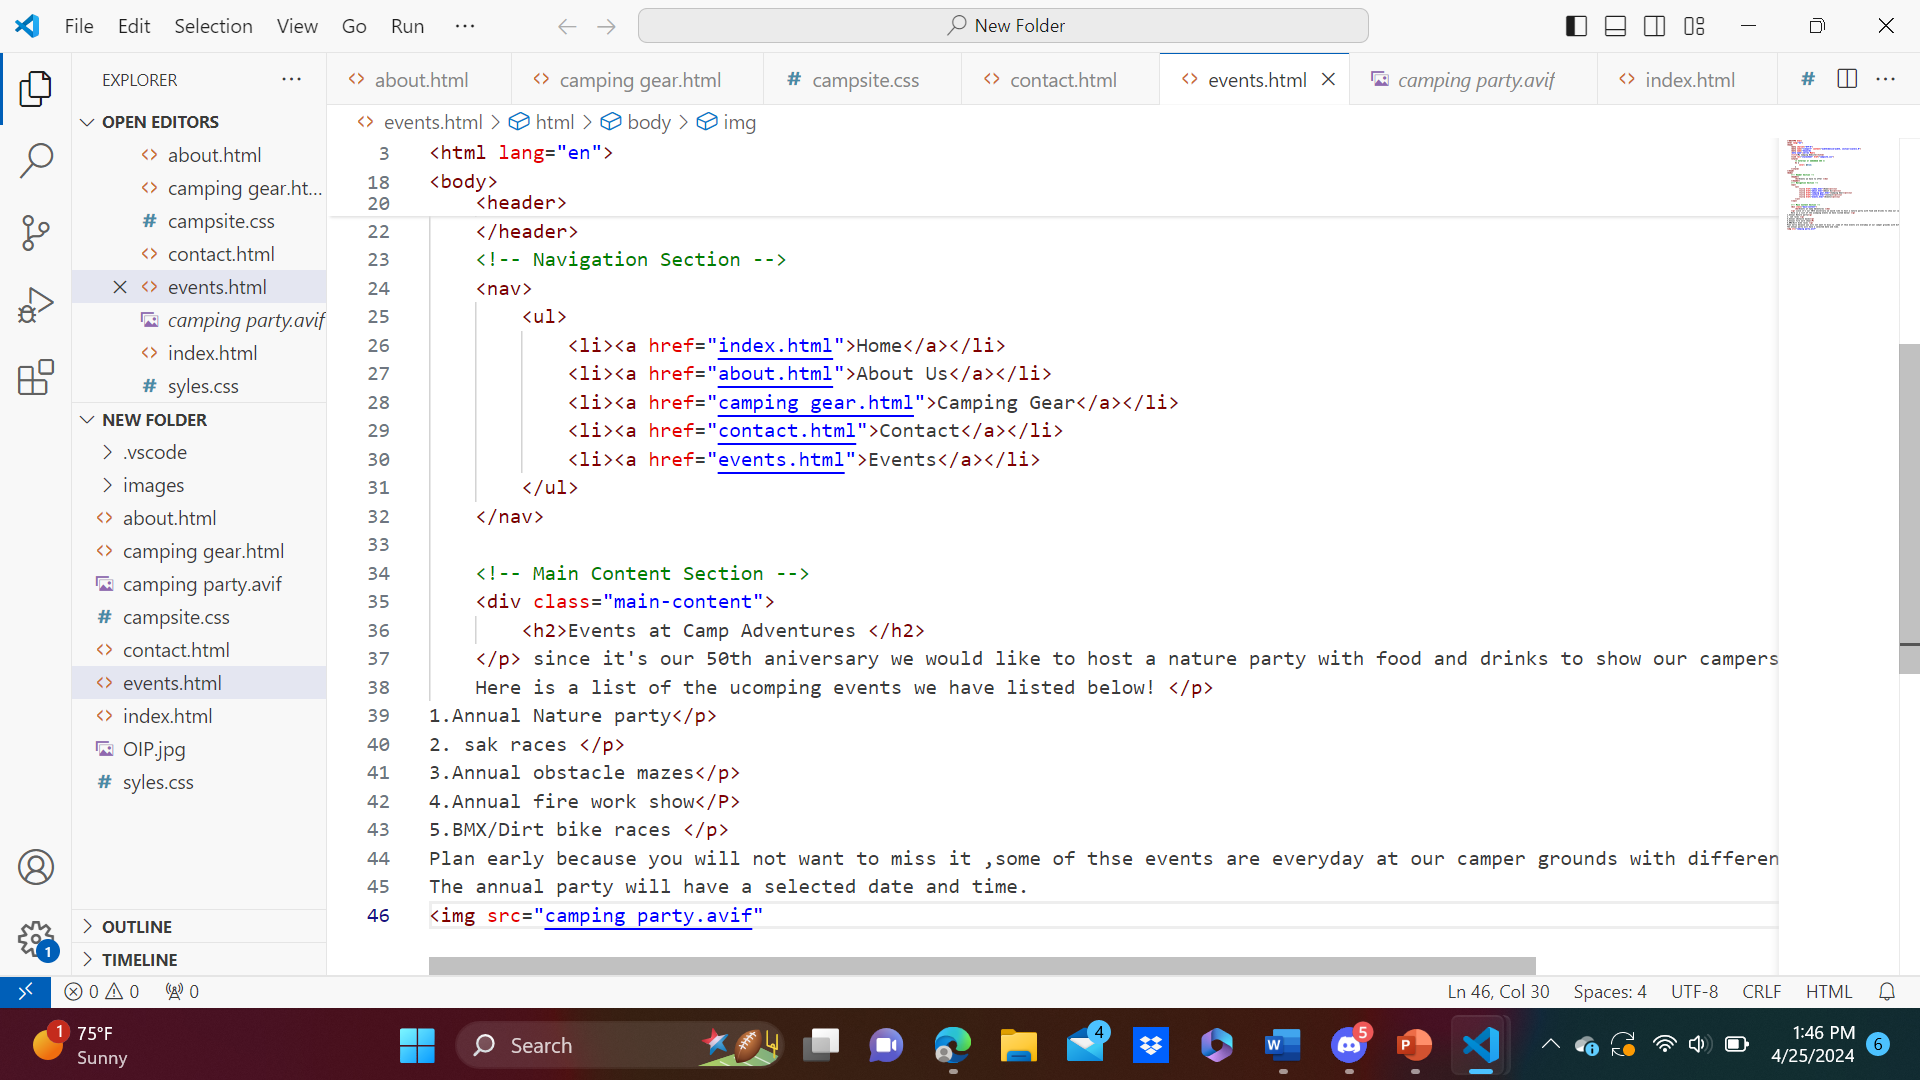 File Edit Selection View Go Run ··· New Folder
EXPLORER ···
about.html camping gear.html # campsite.css contact.html events.html camping party.avif index.html # ···
OPEN EDITORS
events.html > html > body > img
about.html
camping gear.ht...
# campsite.css
contact.html
events.html
camping party.avif
index.html
# syles.css
NEW FOLDER
.vscode
images
about.html
camping gear.html
camping party.avif
# campsite.css
contact.html
events.html
index.html
OIP.jpg
# syles.css
OUTLINE
TIMELINE
1
3 <html lang="en">
18 <body>
20 <header>
22 </header>
23 <!-- Navigation Section -->
24 <nav>
25 <ul>
26 <li><a href="index.html">Home</a></li>
27 <li><a href="about.html">About Us</a></li>
28 <li><a href="camping gear.html">Camping Gear</a></li>
29 <li><a href="contact.html">Contact</a></li>
30 <li><a href="events.html">Events</a></li>
31 </ul>
32 </nav>
33
34 <!-- Main Content Section -->
35 <div class="main-content">
36 <h2>Events at Camp Adventures </h2>
37 </p> since it's our 50th aniversary we would like to host a nature party with food and drinks to show our campers
38 Here is a list of the ucomping events we have listed below! </p>
39 1.Annual Nature party</p>
40 2. sak races </p>
41 3.Annual obstacle mazes</p>
42 4.Annual fire work show</P>
43 5.BMX/Dirt bike races </p>
44 Plan early because you will not want to miss it ,some of thse events are everyday at our camper grounds with differen
45 The annual party will have a selected date and time.
46 <img src="camping party.avif"
0 0 0 Ln 46, Col 30 Spaces: 4 UTF-8 CRLF HTML
1 75°F
Sunny
Search
4
5
1:46 PM
4/25/2024
6